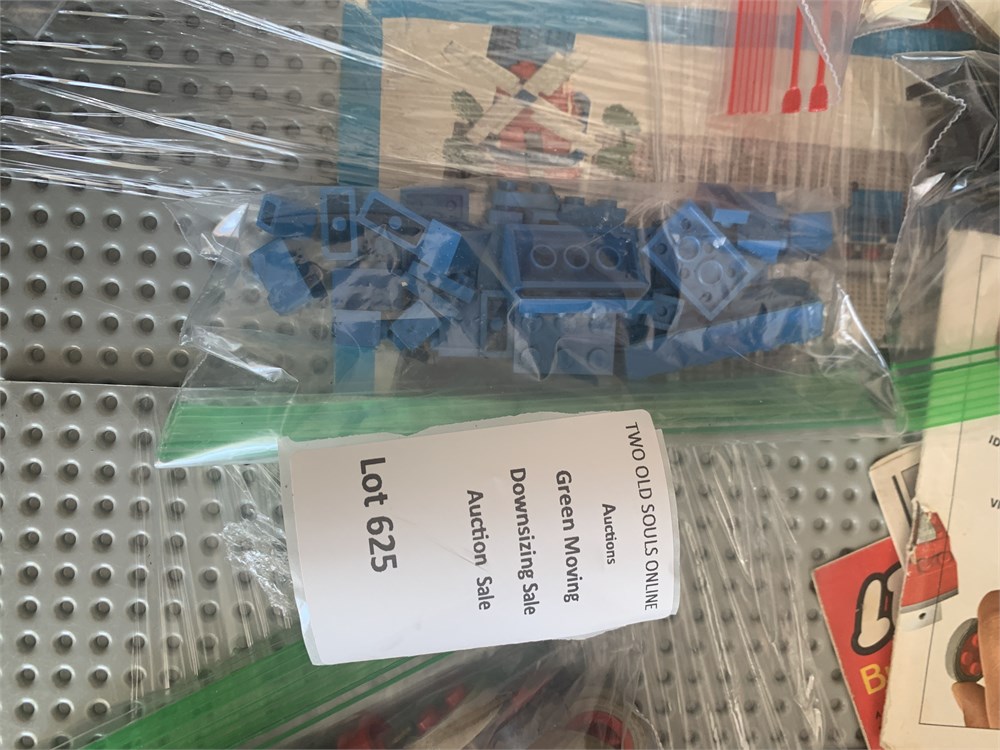 TWO OLD SOULS ONLINE
Auctions
Green Moving
Downsizing Sale
Auction Sale
Lot 625